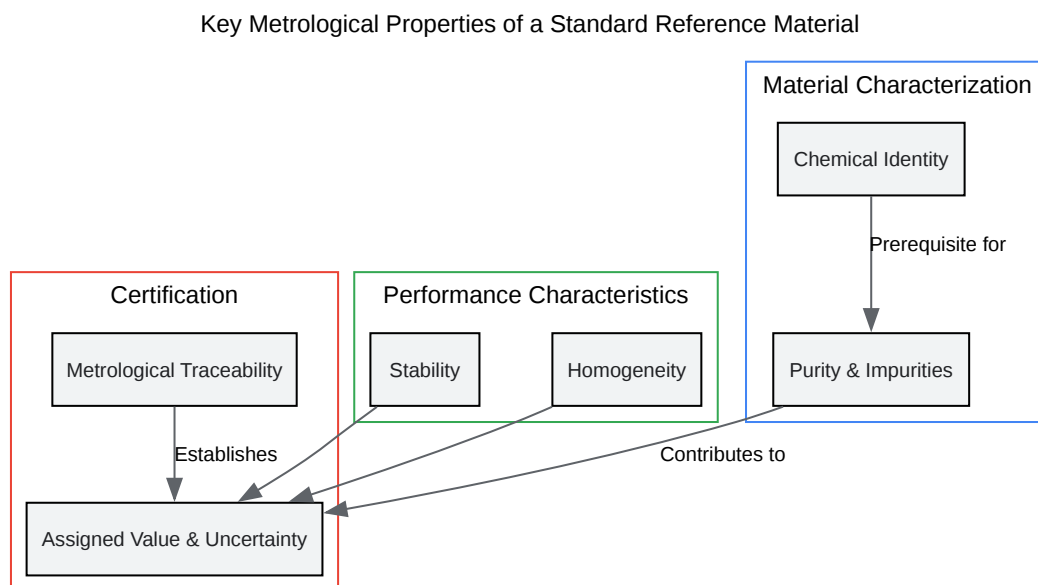 Key Metrological Properties of a Standard Reference Material
Material Characterization
Chemical Identity
Prerequisite for
Certification
Performance Characteristics
Metrological Traceability
Stability
Homogeneity
Purity & Impurities
Establishes
Contributes to
Assigned Value & Uncertainty